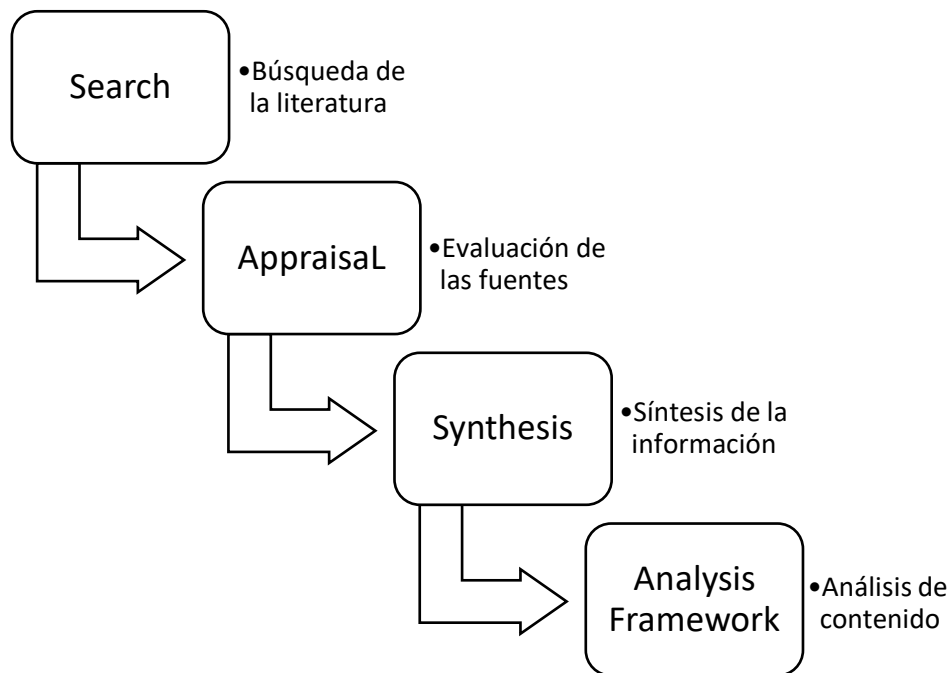 Search
•Búsqueda de
la literatura
AppraisaL
•Evaluación de
las fuentes
Synthesis
•Síntesis de la
información
Analysis
Framework
•Análisis de
contenido